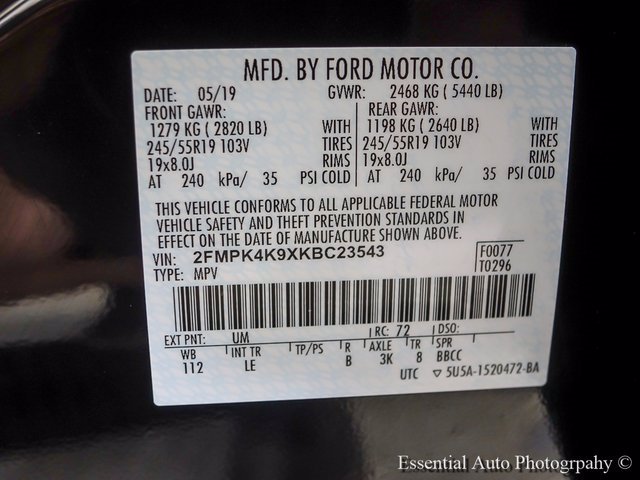 MFD. BY FORD MOTOR CO.
DATE: 05/19 GVWR: 2468 KG ( 5440 LB)
FRONT GAWR: REAR GAWR:
1279 KG ( 2820 LB) WITH 1198 KG ( 2640 LB) WITH
245/55R19 103V TIRES 245/55R19 103V TIRES
19x8.0J RIMS 19x8.0J RIMS
AT 240 kPa/ 35 PSI COLD AT 240 kPa/ 35 PSI COLD
THIS VEHICLE CONFORMS TO ALL APPLICABLE FEDERAL MOTOR
VEHICLE SAFETY AND THEFT PREVENTION STANDARDS IN
EFFECT ON THE DATE OF MANUFACTURE SHOWN ABOVE.
VIN: 2FMPK4K9XKBC23543 F0077
TYPE: MPV T0296
EXT PNT: UM RC: 72 DSO:
WB INT TR TP/PS R AXLE TR SPR
112 LE B 3K 8 BBCC
UTC ▽ 5U5A-1520472-BA
Essential Auto Photograpy ©